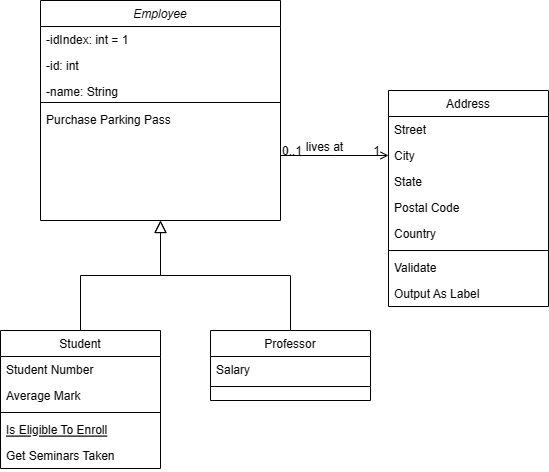 Employee
-idIndex: int = 1
-id: int
-name: String
Purchase Parking Pass
0..1 lives at 1
Address
Street
City
State
Postal Code
Country
Validate
Output As Label
Student
Student Number
Average Mark
Is Eligible To Enroll
Get Seminars Taken
Professor
Salary